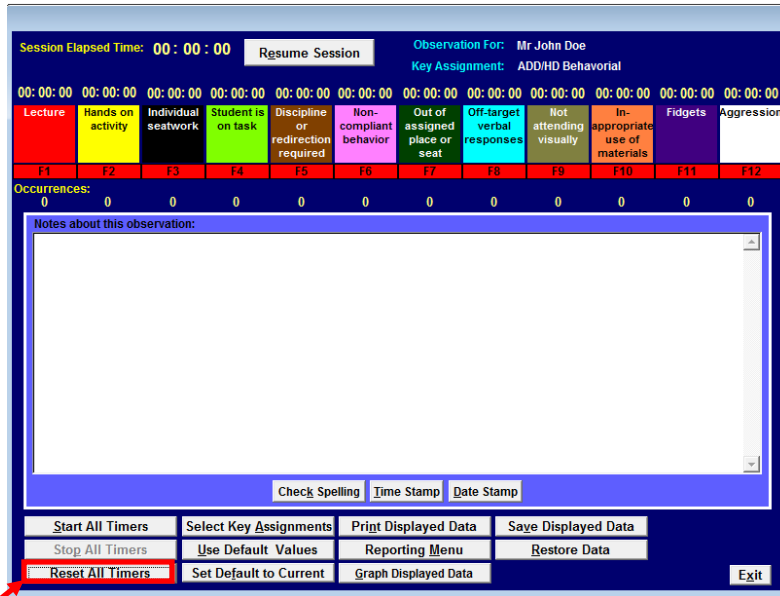 Session Elapsed Time: 00: 00 : 00 Resume Session Observation For: Mr John Doe
Key Assignment: ADD/HD Behavorial
00: 00: 00 00: 00: 00 00: 00: 00 00: 00: 00 00: 00: 00 00: 00: 00 00: 00: 00 00: 00: 00 00: 00: 00 00: 00: 00 00: 00: 00 00: 00: 00
Lecture
Hands on
activity
Individual
seatwork
Student is
on task
Discipline
or
redirection
required
Non-
compliant
behavior
Out of
assigned
place or
seat
Off-target
verbal
responses
Not
attending
visually
In-
appropriate
use of
materials
Fidgets
Aggression
F1 F2 F3 F4 F5 F6 F7 F8 F9 F10 F11 F12
Occurrences:
0 0 0 0 0 0 0 0 0 0 0 0
Notes about this observation:
Check Spelling Time Stamp Date Stamp
Start All Timers Select Key Assignments Print Displayed Data Save Displayed Data
Stop All Timers Use Default Values Reporting Menu Restore Data
Reset All Timers Set Default to Current Graph Displayed Data Exit